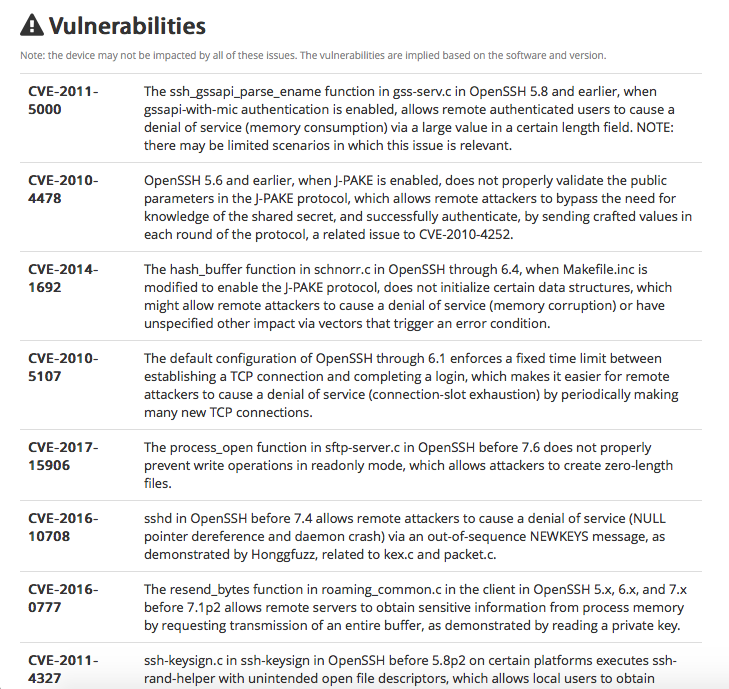 Vulnerabilities
Note: the device may not be impacted by all of these issues. The vulnerabilities are implied based on the software and version.
CVE-2011-
5000
The ssh_gssapi_parse_ename function in gss-serv.c in OpenSSH 5.8 and earlier, when
gssapi-with-mic authentication is enabled, allows remote authenticated users to cause a
denial of service (memory consumption) via a large value in a certain length field. NOTE:
there may be limited scenarios in which this issue is relevant.
CVE-2010-
4478
OpenSSH 5.6 and earlier, when J-PAKE is enabled, does not properly validate the public
parameters in the J-PAKE protocol, which allows remote attackers to bypass the need for
knowledge of the shared secret, and successfully authenticate, by sending crafted values in
each round of the protocol, a related issue to CVE-2010-4252.
CVE-2014-
1692
The hash_buffer function in schnorr.c in OpenSSH through 6.4, when Makefile.inc is
modified to enable the J-PAKE protocol, does not initialize certain data structures, which
might allow remote attackers to cause a denial of service (memory corruption) or have
unspecified other impact via vectors that trigger an error condition.
CVE-2010-
5107
The default configuration of OpenSSH through 6.1 enforces a fixed time limit between
establishing a TCP connection and completing a login, which makes it easier for remote
attackers to cause a denial of service (connection-slot exhaustion) by periodically making
many new TCP connections.
CVE-2017-
15906
The process_open function in sftp-server.c in OpenSSH before 7.6 does not properly
prevent write operations in readonly mode, which allows attackers to create zero-length
files.
CVE-2016-
10708
sshd in OpenSSH before 7.4 allows remote attackers to cause a denial of service (NULL
pointer dereference and daemon crash) via an out-of-sequence NEWKEYS message, as
demonstrated by Honggfuzz, related to kex.c and packet.c.
CVE-2016-
0777
The resend_bytes function in roaming_common.c in the client in OpenSSH 5.x, 6.x, and 7.x
before 7.1p2 allows remote servers to obtain sensitive information from process memory
by requesting transmission of an entire buffer, as demonstrated by reading a private key.
CVE-2011-
4327
ssh-keysign.c in ssh-keysign in OpenSSH before 5.8p2 on certain platforms executes ssh-
rand-helper with unintended open file descriptors, which allows local users to obtain